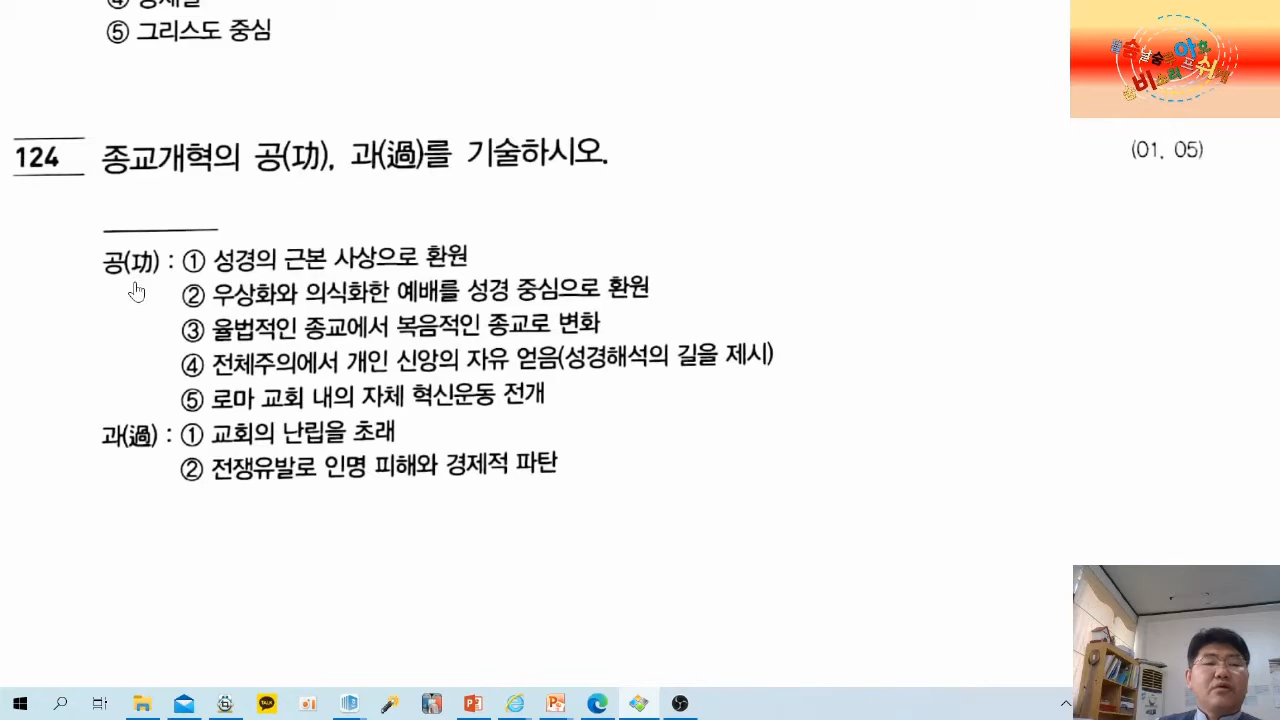 ⑤ 그리스도 중심
124 종교개혁의 공(功), 과(過)를 기술하시오. (01, 05)
공(功) : ① 성경의 근본 사상으로 환원
② 우상화와 의식화한 예배를 성경 중심으로 환원
③ 율법적인 종교에서 복음적인 종교로 변화
④ 전체주의에서 개인 신앙의 자유 얻음(성경해석의 길을 제시)
⑤ 로마 교회 내의 자체 혁신운동 전개
과(過) : ① 교회의 난립을 초래
② 전쟁유발로 인명 피해와 경제적 파탄
TALK